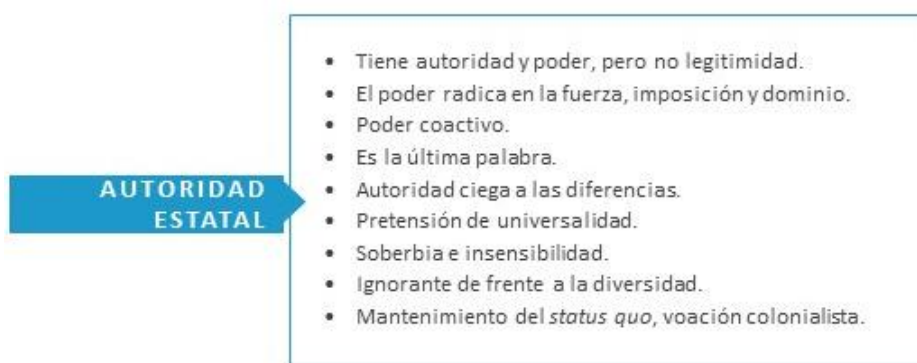 AUTORIDAD
ESTATAL
• Tiene autoridad y poder, pero no legitimidad.
• El poder radica en la fuerza, imposición y dominio.
• Poder coactivo.
• Es la última palabra.
• Autoridad ciega a las diferencias.
• Pretensión de universalidad.
• Soberbia e insensibilidad.
• Ignorante de frente a la diversidad.
• Mantenimiento del status quo, voación colonialista.